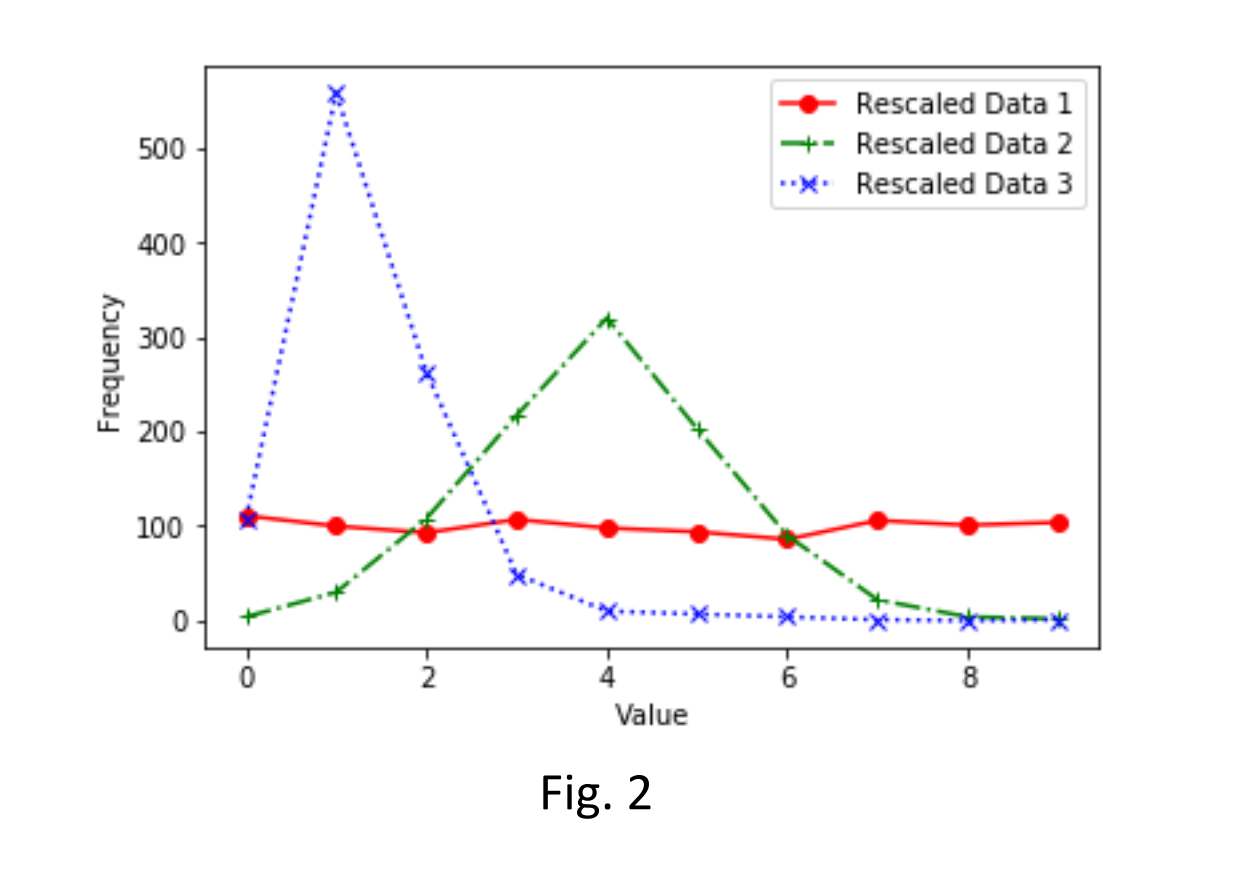 Rescaled Data 1
Rescaled Data 2
Rescaled Data 3
500
400
300
200
100
0
Frequency
0 2 4 6 8
Value
Fig. 2